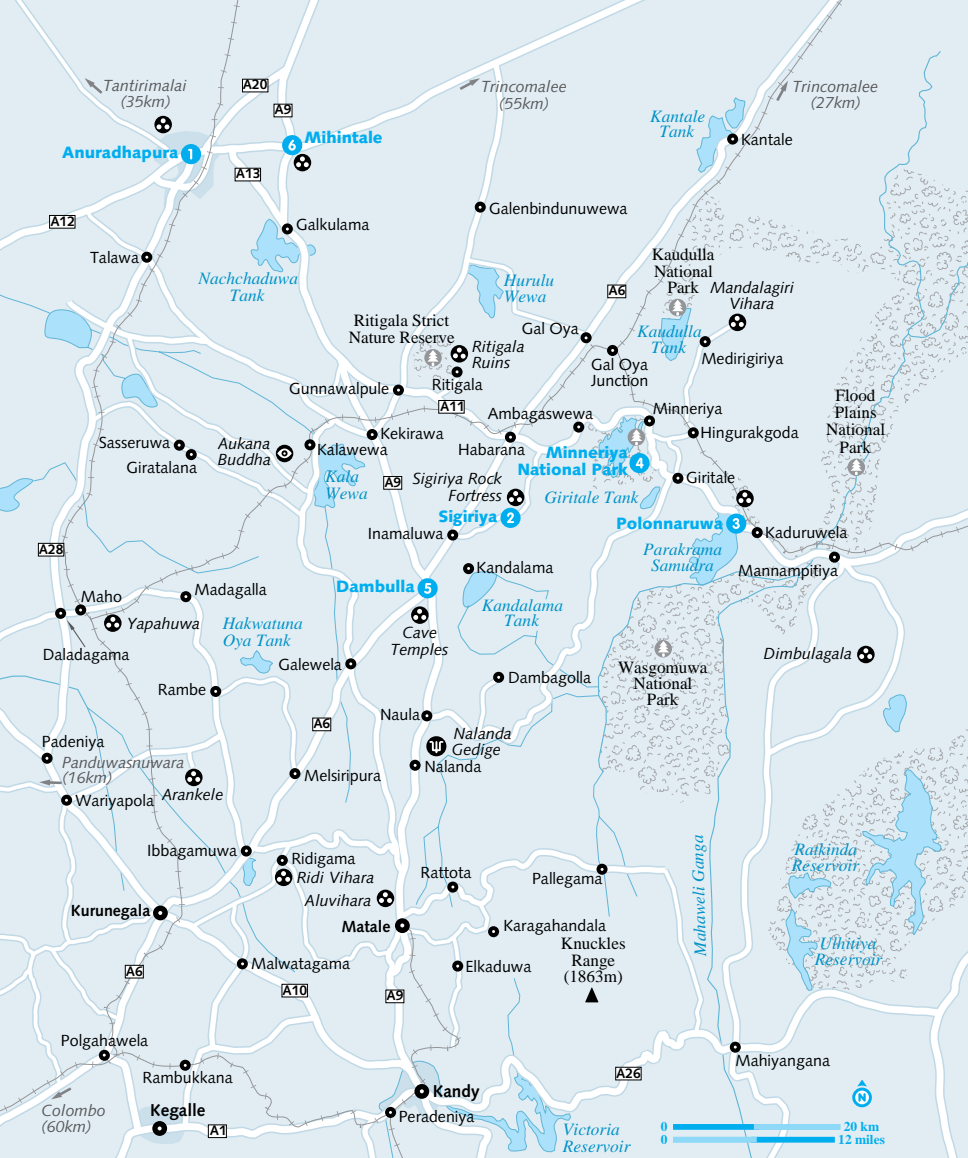 Tantirimalai
(35km)
A20
A9
Trincomalee
(55km)
Trincomalee
(27km)
Kantale
Tank
Kantale
Anuradhapura 1
6 Mihintale
A13
A12
Galenbindunuwewa
Galkulama
Talawa
Nachchaduwa
Tank
Hurulu
Wewa
A6
Kaudulla
National
Park
Mandalagiri
Vihara
Kaudulla
Tank
Medirigiriya
Gal Oya
Gal Oya
Junction
Ritigala Strict
Nature Reserve
Ritigala
Ruins
Ritigala
Gunnawalpule
A11
Ambagaswewa
Minneriya
Hingurakgoda
Flood
Plains
National
Park
Sasseruwa
Giratalana
Aukana
Buddha
Kalawewa
Kekirawa
Habarana
Minneriya
National Park 4
Giritale
Kala
Wewa
A9
Sigiriya Rock
Fortress
Giritale Tank
Sigiriya 2
Polonnaruwa 3
Kaduruwela
Inamaluwa
Parakrama
Samudra
Mannampitiya
A28
Kandalama
Dambulla 5
Kandalama
Tank
Maho
Madagalla
Yapahuwa
Cave
Temples
Hakwatuna
Oya Tank
Daladagama
Galewela
Dimbulagala
Wasgomuwa
National
Park
Rambe
Dambagolla
Naula
A6
Nalanda
Gedige
Nalanda
Padeniya
Panduwasnuwara
(16km)
Arankele
Melsiripura
Wariyapola
Ibbagamuwa
Ridigama
Ridi Vihara
Aluvihara
Rattota
Pallegama
Mahaweli Ganga
Ratkinda
Reservoir
Kurunegala
Matale
Karagahandala
Knuckles
Range
(1863m)
Ulhitiya
Reservoir
A6
Malwatagama
Elkaduwa
A10
A9
Polgahawela
Rambukkana
Mahiyangana
A26
Kandy
Colombo
(60km)
Kegalle
A1
Peradeniya
Victoria
Reservoir
N
0 20 km
0 12 miles